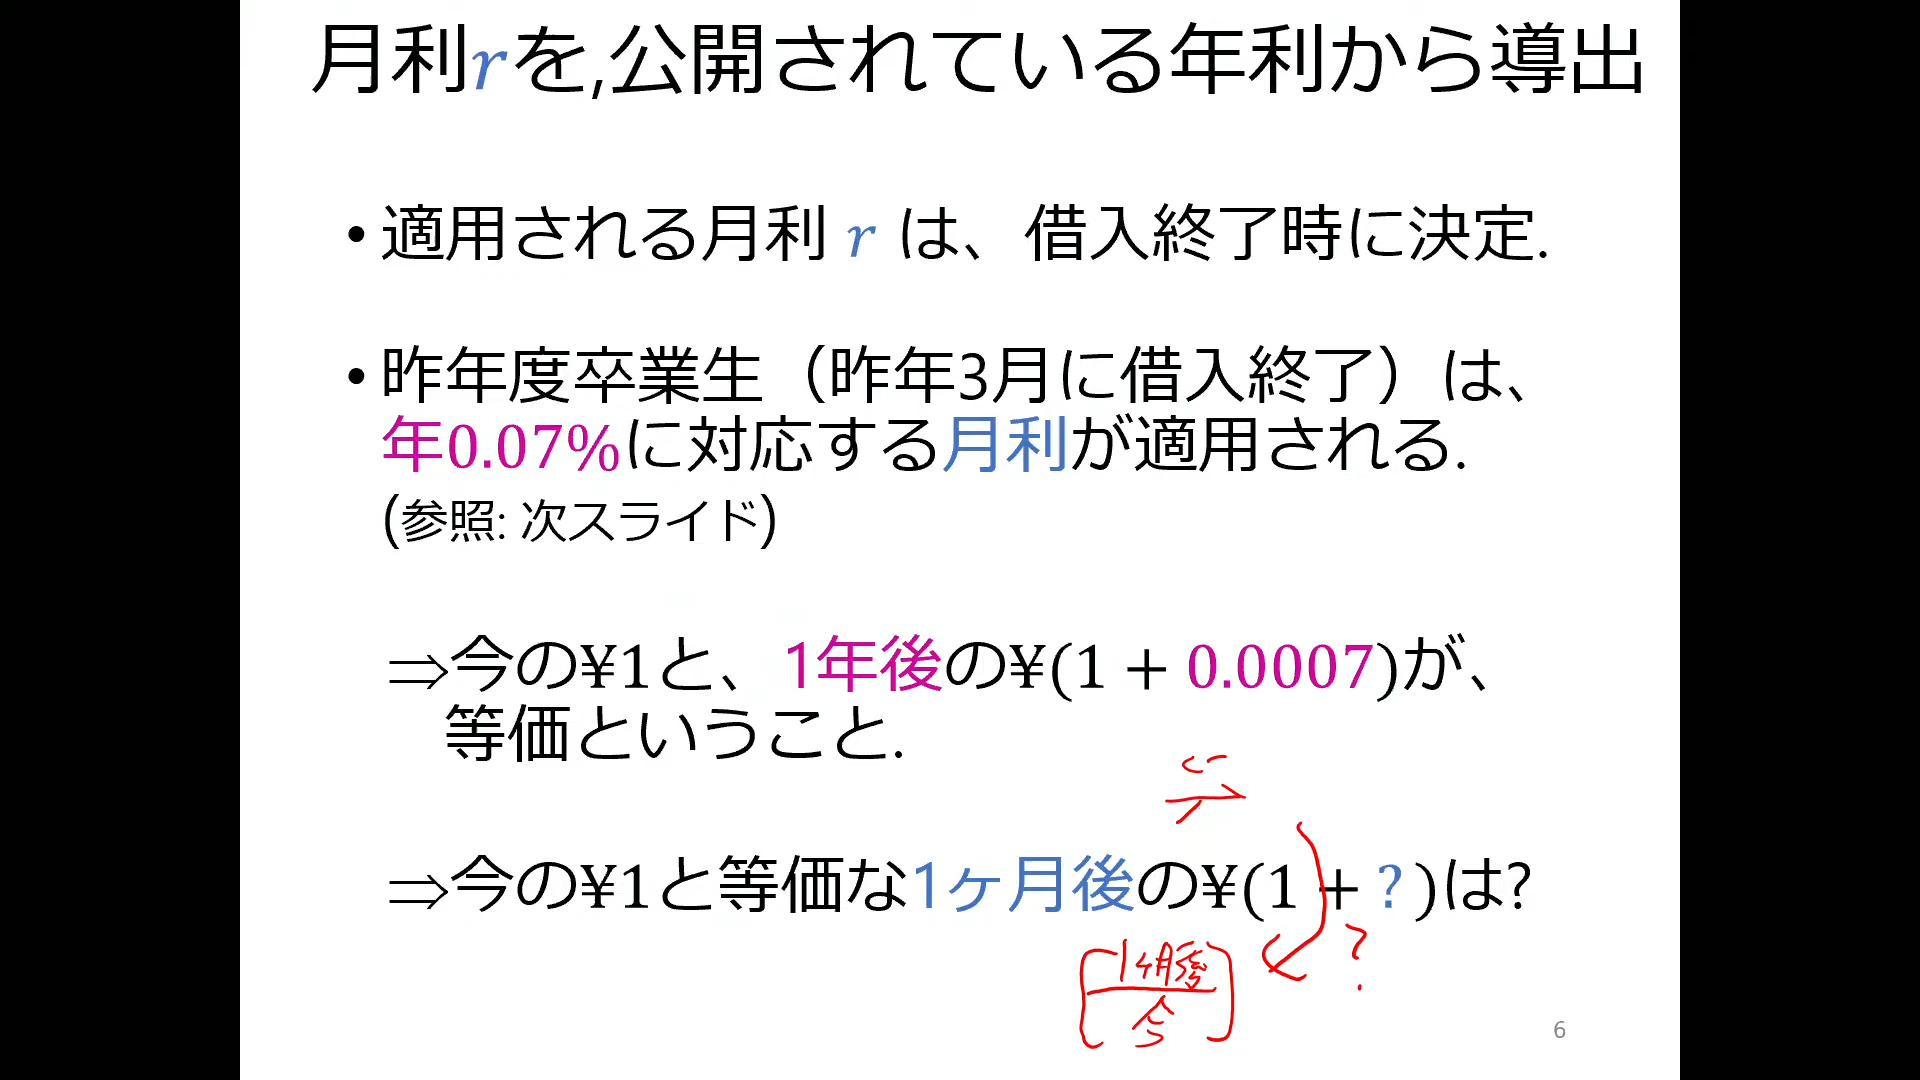 月利rを,公開されている年利から導出
•適用される月利 r は、借入終了時に決定.
•昨年度卒業生（昨年3月に借入終了）は、
年0.07%に対応する月利が適用される.
(参照: 次スライド)
⇒今の¥1と、1年後の¥(1 + 0.0007)が、
等価ということ.
⇒今の¥1と等価な1ヶ月後の¥(1 + ? )は?
?
1ヶ月後
今
6